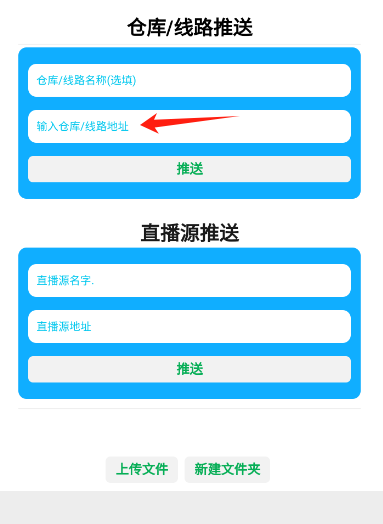 仓库/线路推送
仓库/线路名称(选填)
输入仓库/线路地址
推送
直播源推送
直播源名字.
直播源地址
推送
上传文件
新建文件夹